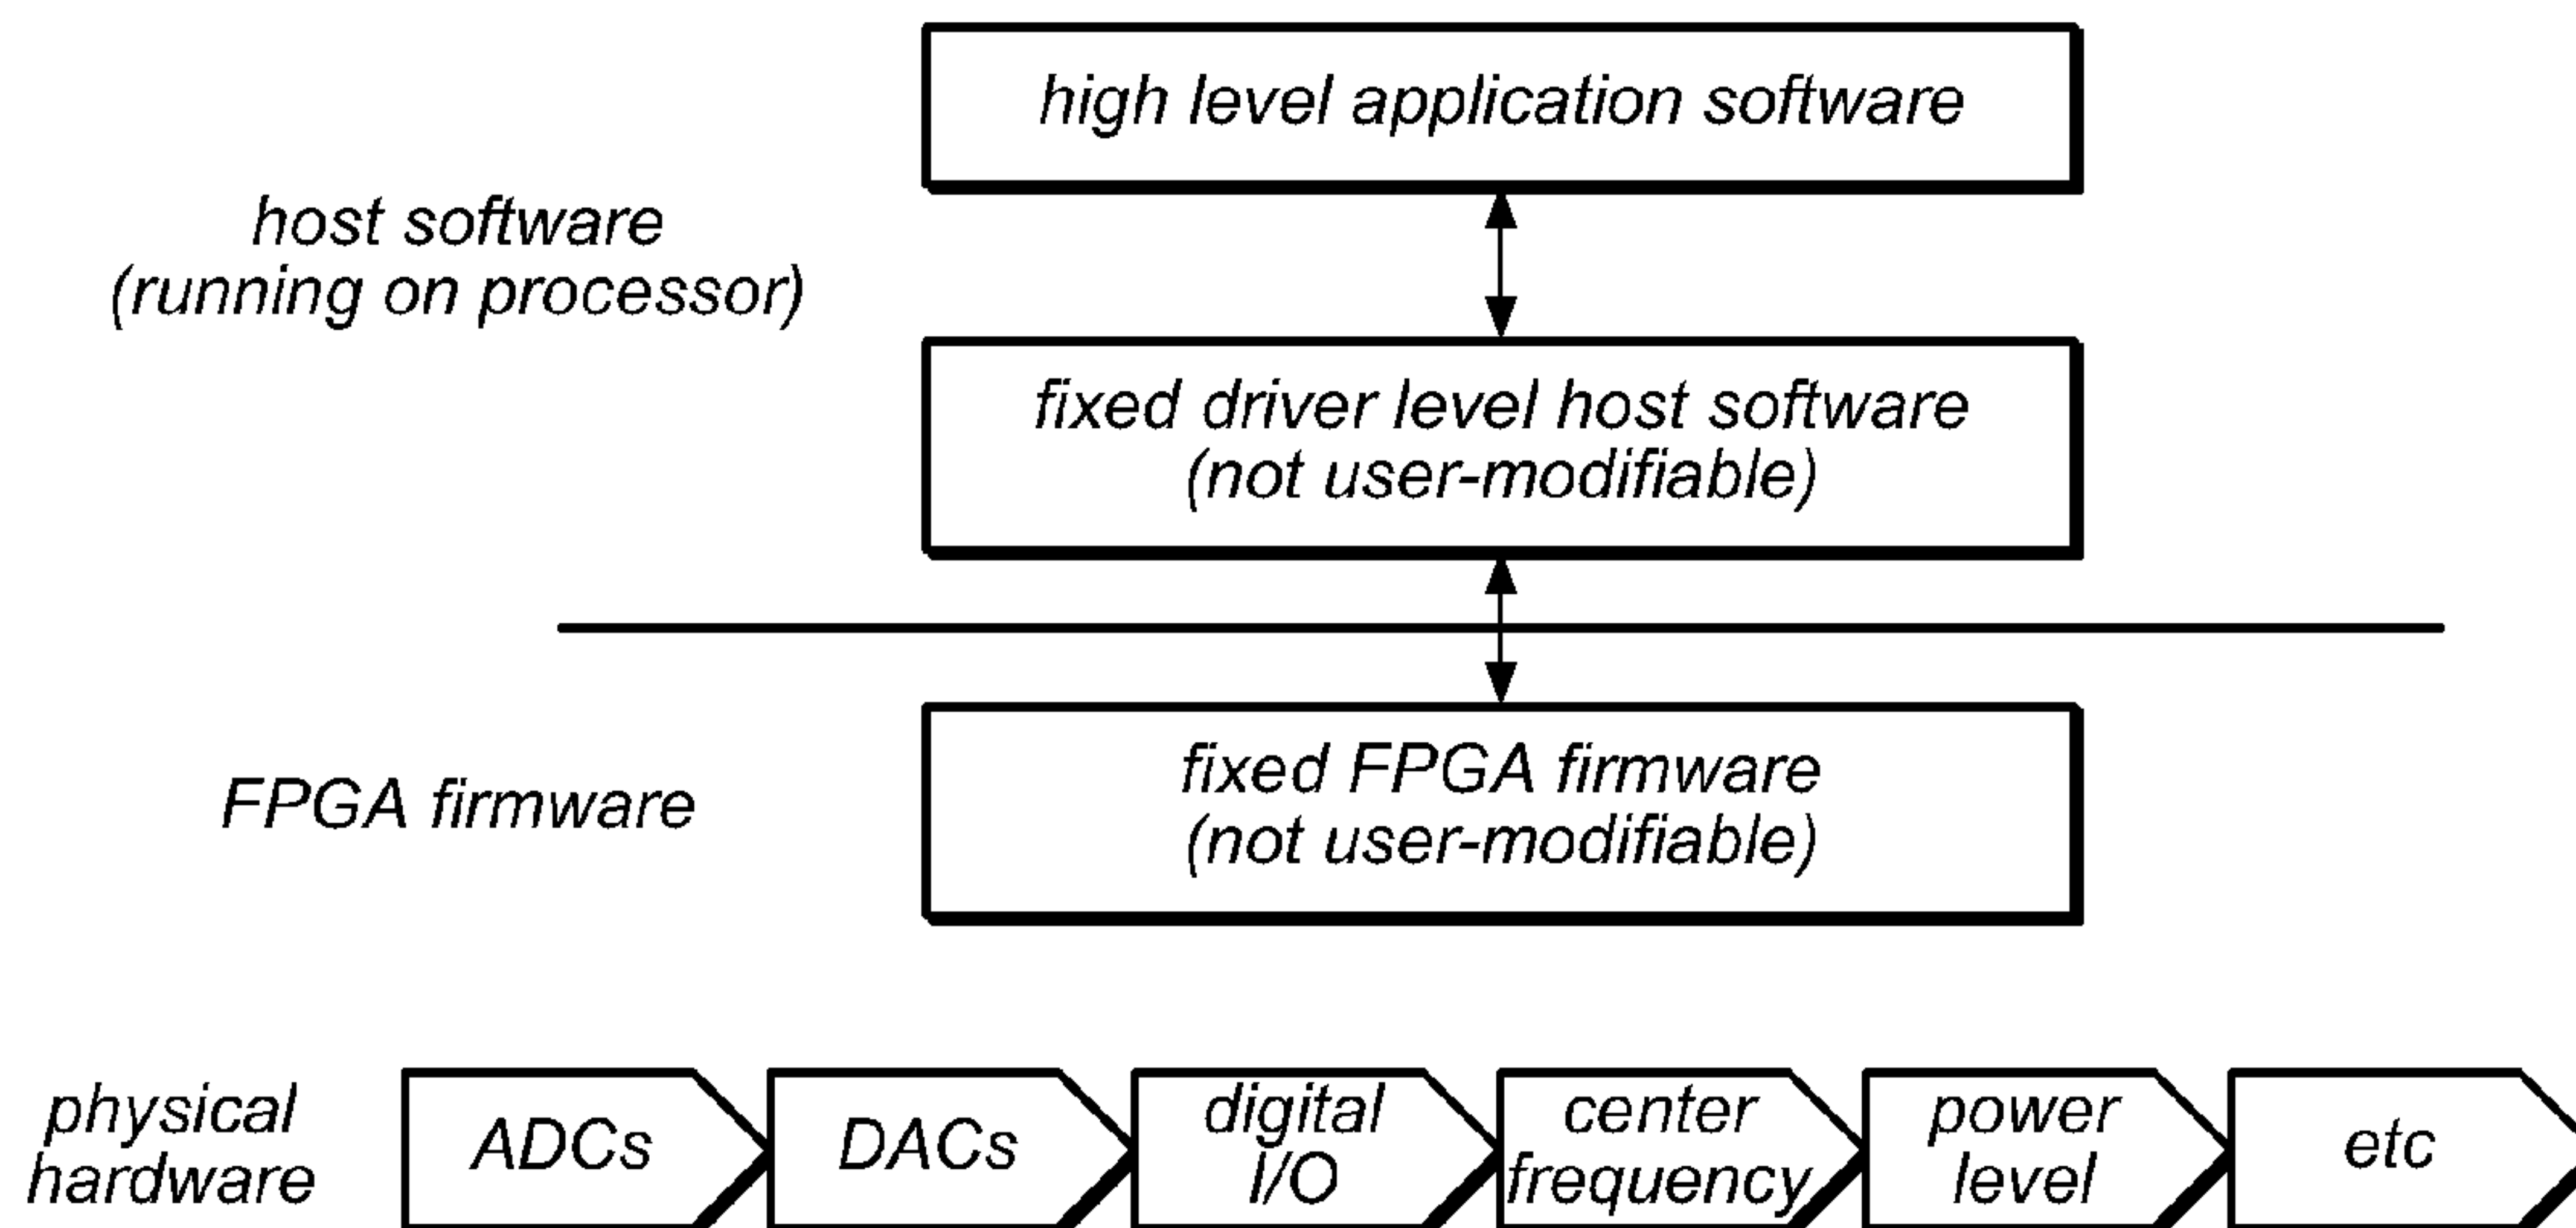 high level application software
host software
(running on processor)
fixed driver level host software
(not user-modifiable)
FPGA firmware
fixed FPGA firmware
(not user-modifiable)
physical
hardware
ADCs
DACs
digital
I/O
center
frequency
power
level
etc